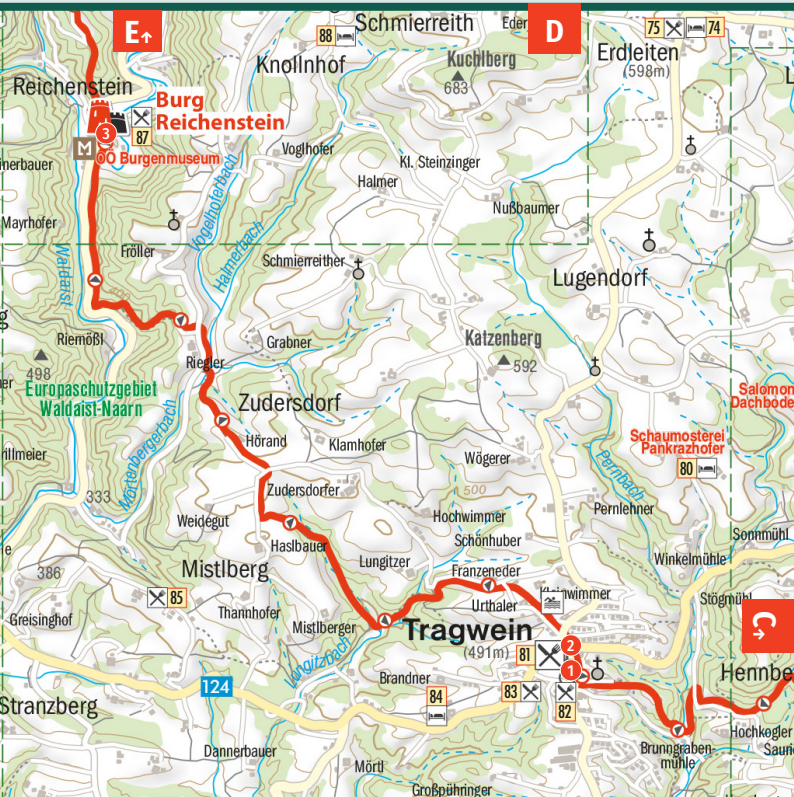 E↑
D
88
Schmierreith
75
74
Erdleiten
(598m)
Knollnhof
Kuchlberg
683
Reichenstein
Burg
Reichenstein
3
87
M
OÖ Burgenmuseum
Voglhofer
Kl. Steinzinger
Halmer
Nußbaumer
Mayrhofer
Vogelhoferbach
Halmerbach
Fröller
Waldaist
Schmierreither
Lugendorf
Riemößl
498
Grabner
Katzenberg
592
Riegler
Europaschutzgebiet
Waldaist-Naarn
Zudersdorf
Salomon
Dachbode
Schaumosterei
Pankrazhofer
80
Hörand
Klamhofer
Wögerer
Mörtenbergerbach
333
Zudersdorfer
500
Pernbach
Pernlehner
Weidegut
Hochwimmer
Schönhuber
Sommühl
Haslbauer
Lungitzer
Winkelmühle
386
Mistlberg
Franzeneder
85
Urthaler
Stögmühl
Greisinghof
Thannhofer
Mistlberger
Tragwein
(491m)
81
2
1
Brandner
Hennbe
124
84
83
82
Stranzberg
Dannerbauer
Brunngraben-
mühle
Hochkogler
Mörtl
Großpühringer